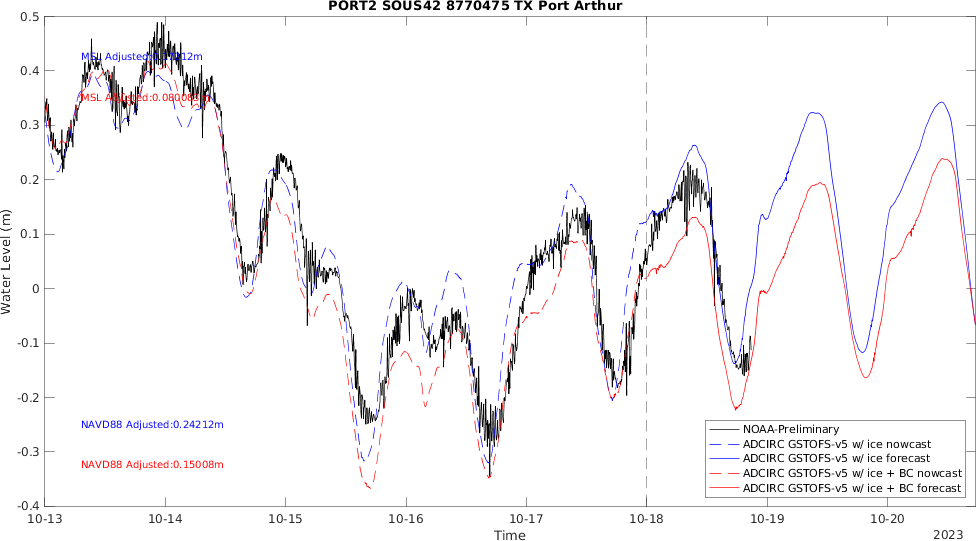 PORT2 SOUS42 8770475 TX Port Arthur
0.5
0.4
0.3
0.2
0.1
0
-0.1
-0.2
-0.3
-0.4
Water Level (m)
MSL Adjusted:
MSL Adjusted:
NAVD88 Adjusted:0.24212m
NAVD88 Adjusted:0.15008m
NOAA-Preliminary
ADCIRC GSTOFS-v5 w/ ice nowcast
ADCIRC GSTOFS-v5 w/ ice forecast
ADCIRC GSTOFS-v5 w/ ice + BC nowcast
ADCIRC GSTOFS-v5 w/ ice + BC forecast
10-13 10-14 10-15 10-16 10-17 10-18 10-19 10-20
Time
2023